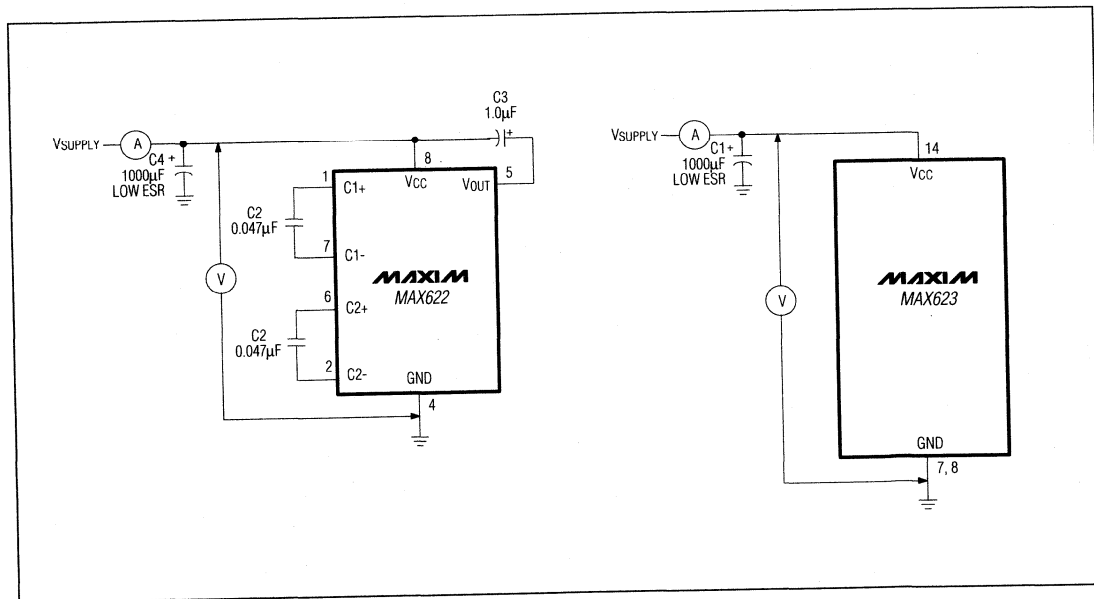 VSUPPLY
A
C4 +
1000µF
LOW ESR
C3
1.0µF
+
8
VCC
VOUT
5
1
C1+
C2
0.047µF
7
C1-
V
MAXIM
MAX622
6
C2+
C2
0.047µF
2
C2-
GND
4
VSUPPLY
A
C1+
1000µF
LOW ESR
14
VCC
V
MAXIM
MAX623
GND
7, 8